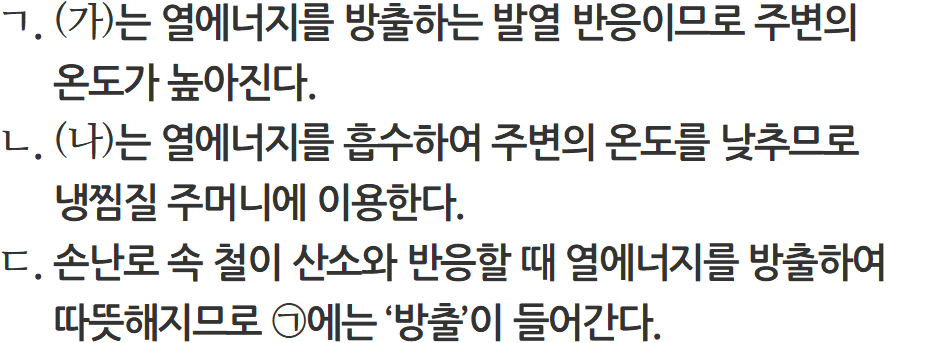 ㄱ. (가)는 열에너지를 방출하는 발열 반응이므로 주변의
온도가 높아진다.
ㄴ. (나)는 열에너지를 흡수하여 주변의 온도를 낮추므로
냉찜질 주머니에 이용한다.
ㄷ. 손난로 속 철이 산소와 반응할 때 열에너지를 방출하여
따뜻해지므로 ㉠에는 ‘방출’이 들어간다.